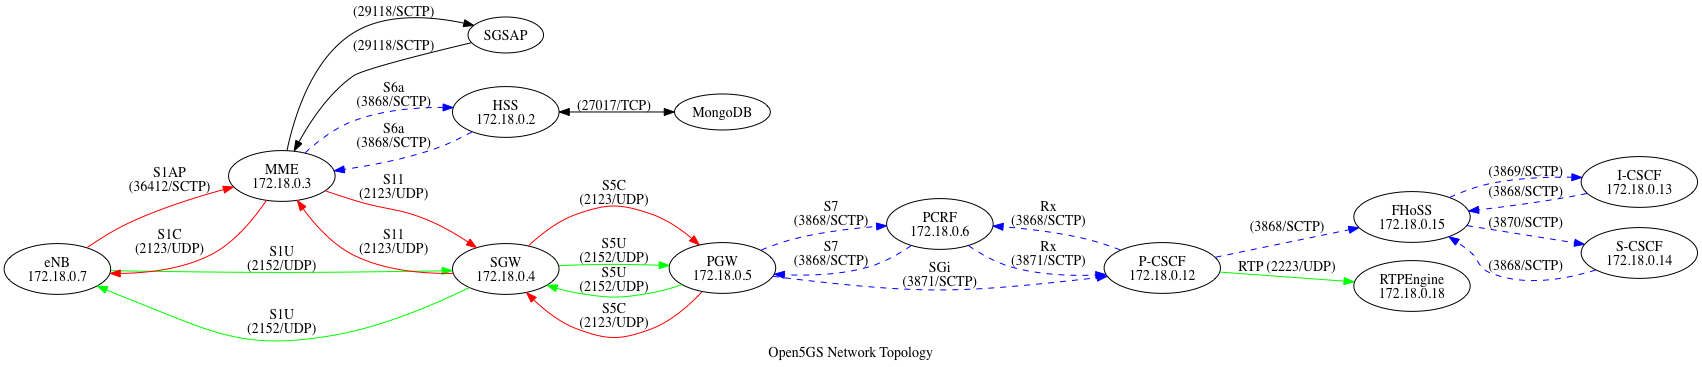 (29118/SCTP)
SGSAP
(29118/SCTP)
S6a
(3868/SCTP)
HSS
172.18.0.2
(27017/TCP)
MongoDB
S6a
(3868/SCTP)
S1AP
(36412/SCTP)
MME
172.18.0.3
S11
(2123/UDP)
S5C
(2123/UDP)
S1C
(2123/UDP)
S11
(2123/UDP)
eNB
172.18.0.7
S1U
(2152/UDP)
SGW
172.18.0.4
S5U
(2152/UDP)
S5U
(2152/UDP)
PGW
172.18.0.5
S1U
(2152/UDP)
S5C
(2123/UDP)
S7
(3868/SCTP)
S7
(3868/SCTP)
PCRF
172.18.0.6
Rx
(3868/SCTP)
Rx
(3871/SCTP)
SGi
(3871/SCTP)
P-CSCF
172.18.0.12
(3868/SCTP)
RTP (2223/UDP)
FHoSS
172.18.0.15
RTPEngine
172.18.0.18
(3869/SCTP)
(3868/SCTP)
I-CSCF
172.18.0.13
(3870/SCTP)
(3868/SCTP)
S-CSCF
172.18.0.14
Open5GS Network Topology